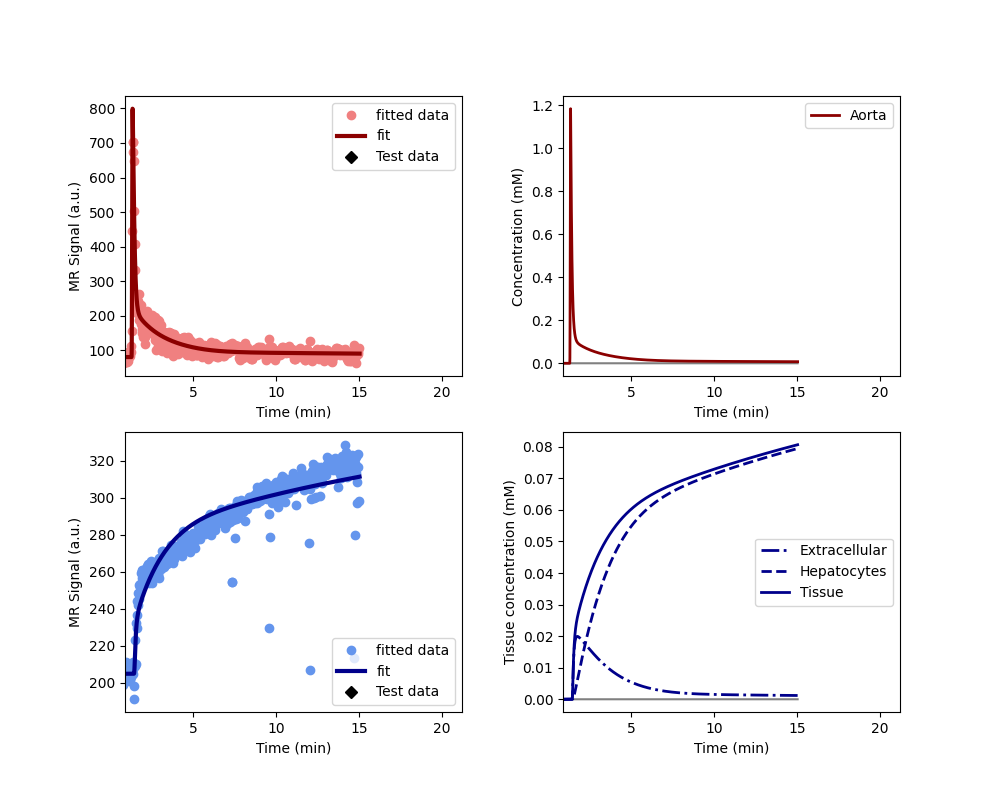 800
700
600
500
400
300
200
100
MR Signal (a.u.)
fitted data
fit
Test data
5
10
15
20
Time (min)
1.2
1.0
0.8
0.6
0.4
0.2
0.0
Concentration (mM)
Aorta
5
10
15
20
Time (min)
320
300
280
260
240
220
200
MR Signal (a.u.)
fitted data
fit
Test data
5
10
15
20
Time (min)
0.08
0.07
0.06
0.05
0.04
0.03
0.02
0.01
0.00
Tissue concentration (mM)
Extracellular
Hepatocytes
Tissue
5
10
15
20
Time (min)